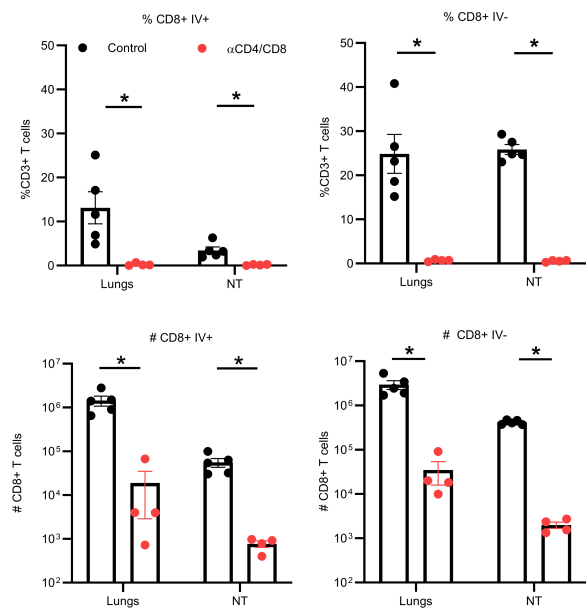 % CD8+ IV+
Control
αCD4/CD8
*
*
%CD3+ T cells
50
40
30
20
10
0
Lungs
NT
% CD8+ IV-
*
*
%CD3+ T cells
50
40
30
20
10
0
Lungs
NT
# CD8+ IV+
*
*
# CD8+ T cells
10⁷
10⁶
10⁵
10⁴
10³
10²
Lungs
NT
# CD8+ IV-
*
*
# CD8+ T cells
10⁷
10⁶
10⁵
10⁴
10³
10²
Lungs
NT